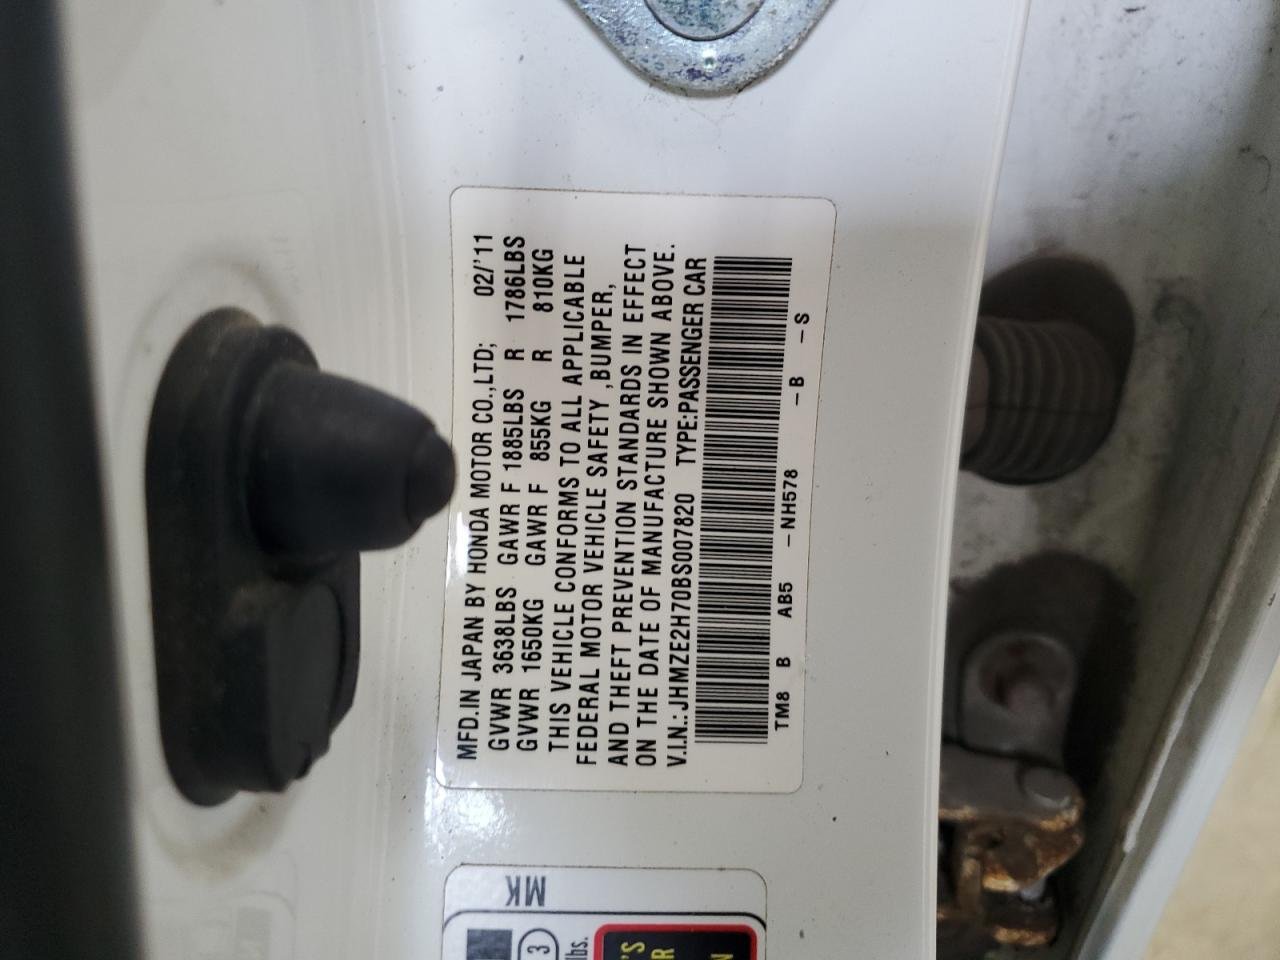 MFD.IN JAPAN BY HONDA MOTOR CO.,LTD; 02/'11
GVWR 3638LBS GAWR F 1885LBS R 1786LBS
GVWR 1650KG GAWR F 855KG R 810KG
THIS VEHICLE CONFORMS TO ALL APPLICABLE
FEDERAL MOTOR VEHICLE SAFETY ,BUMPER,
AND THEFT PREVENTION STANDARDS IN EFFECT
ON THE DATE OF MANUFACTURE SHOWN ABOVE.
V.I.N.: JHMZE2H70BS007820 TYPE:PASSENGER CAR
TM8 B AB5 -NH578 -B -S
MK
3
lbs.
'S
R
N